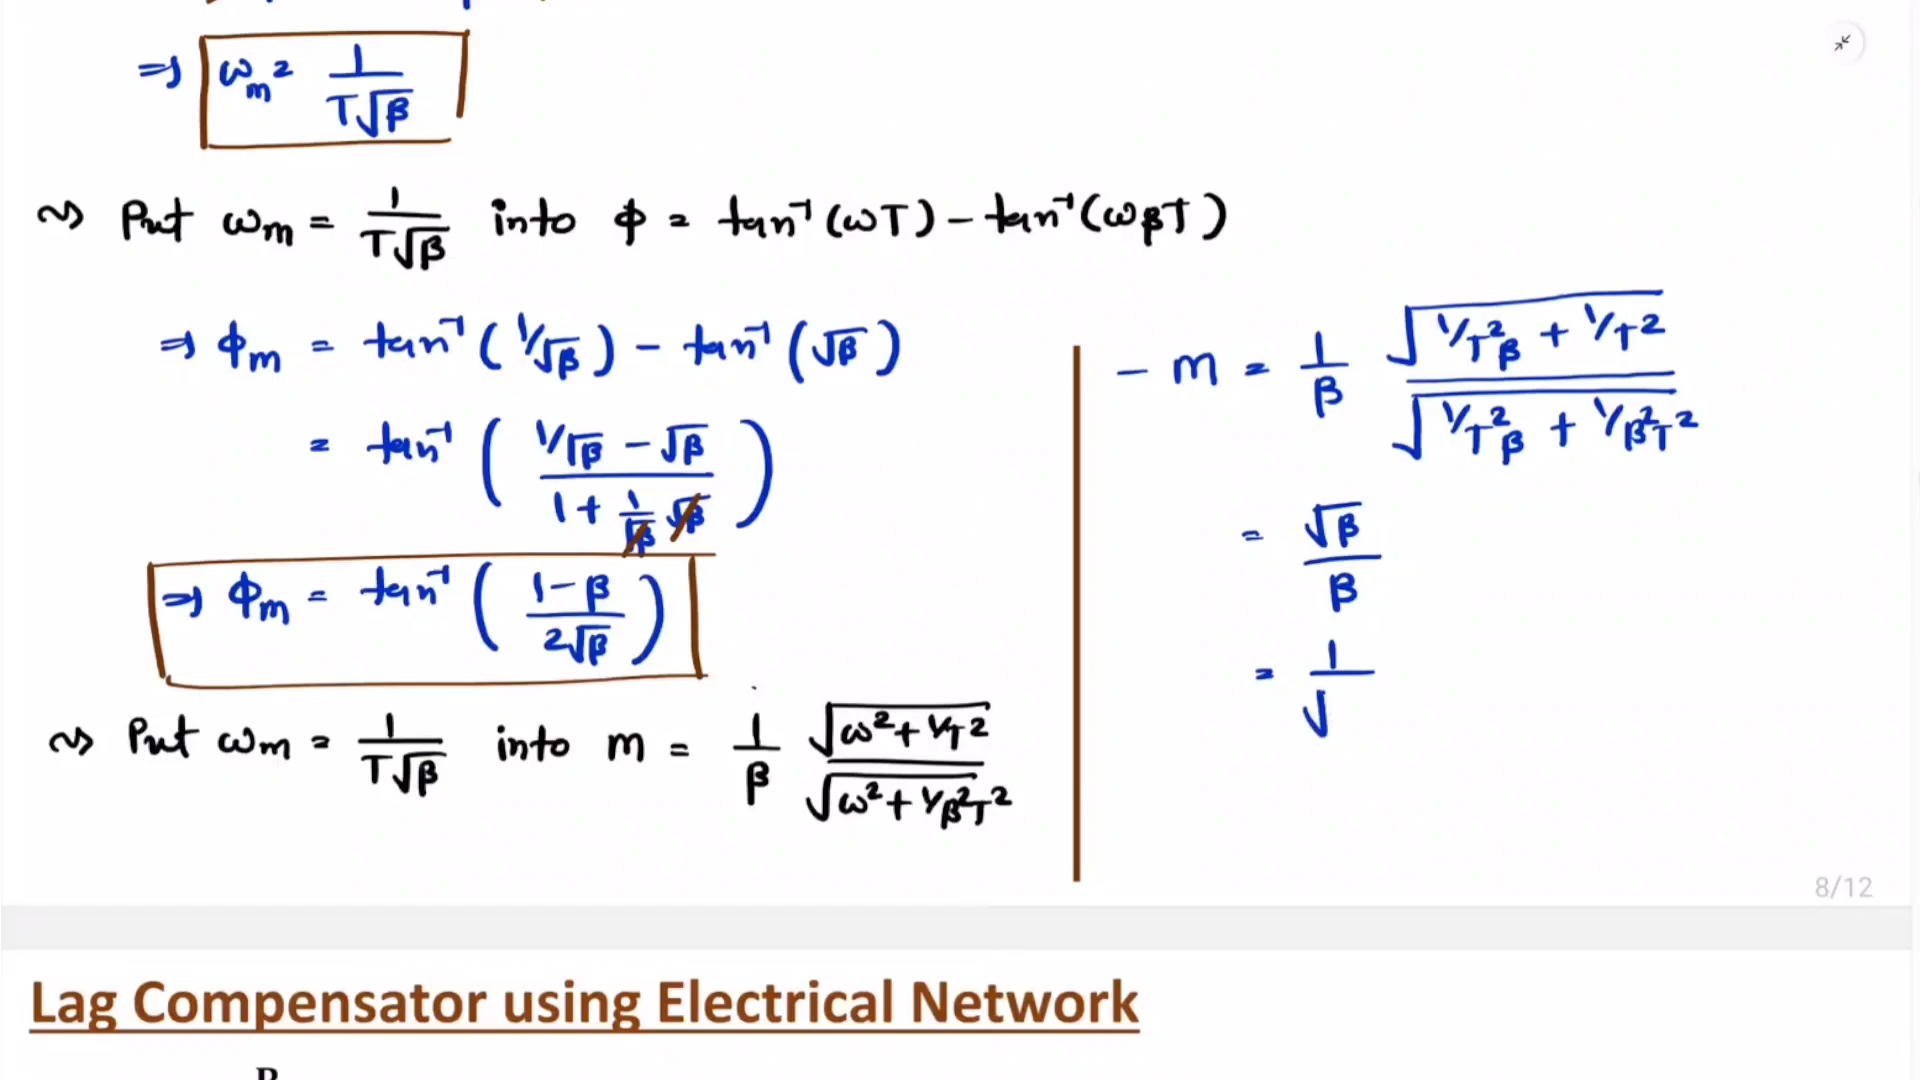 ⇒ ωm = 1/(T√β)
⤳ Put ωm = 1/(T√β) into ϕ = tan⁻¹(ωT) − tan⁻¹(ωβT)
⇒ ϕm = tan⁻¹(1/√β) − tan⁻¹(√β)
= tan⁻¹((1/√β − √β)/(1 + (1/√β)√β))
⇒ ϕm = tan⁻¹((1−β)/(2√β))
⤳ Put ωm = 1/(T√β) into m = (1/β) √(ω² + 1/T²)/√(ω² + 1/β²T²)
− m = (1/β) √(1/T²β + 1/T²)/√(1/T²β + 1/β²T²)
= √β/β
= 1/√
8/12
Lag Compensator using Electrical Network